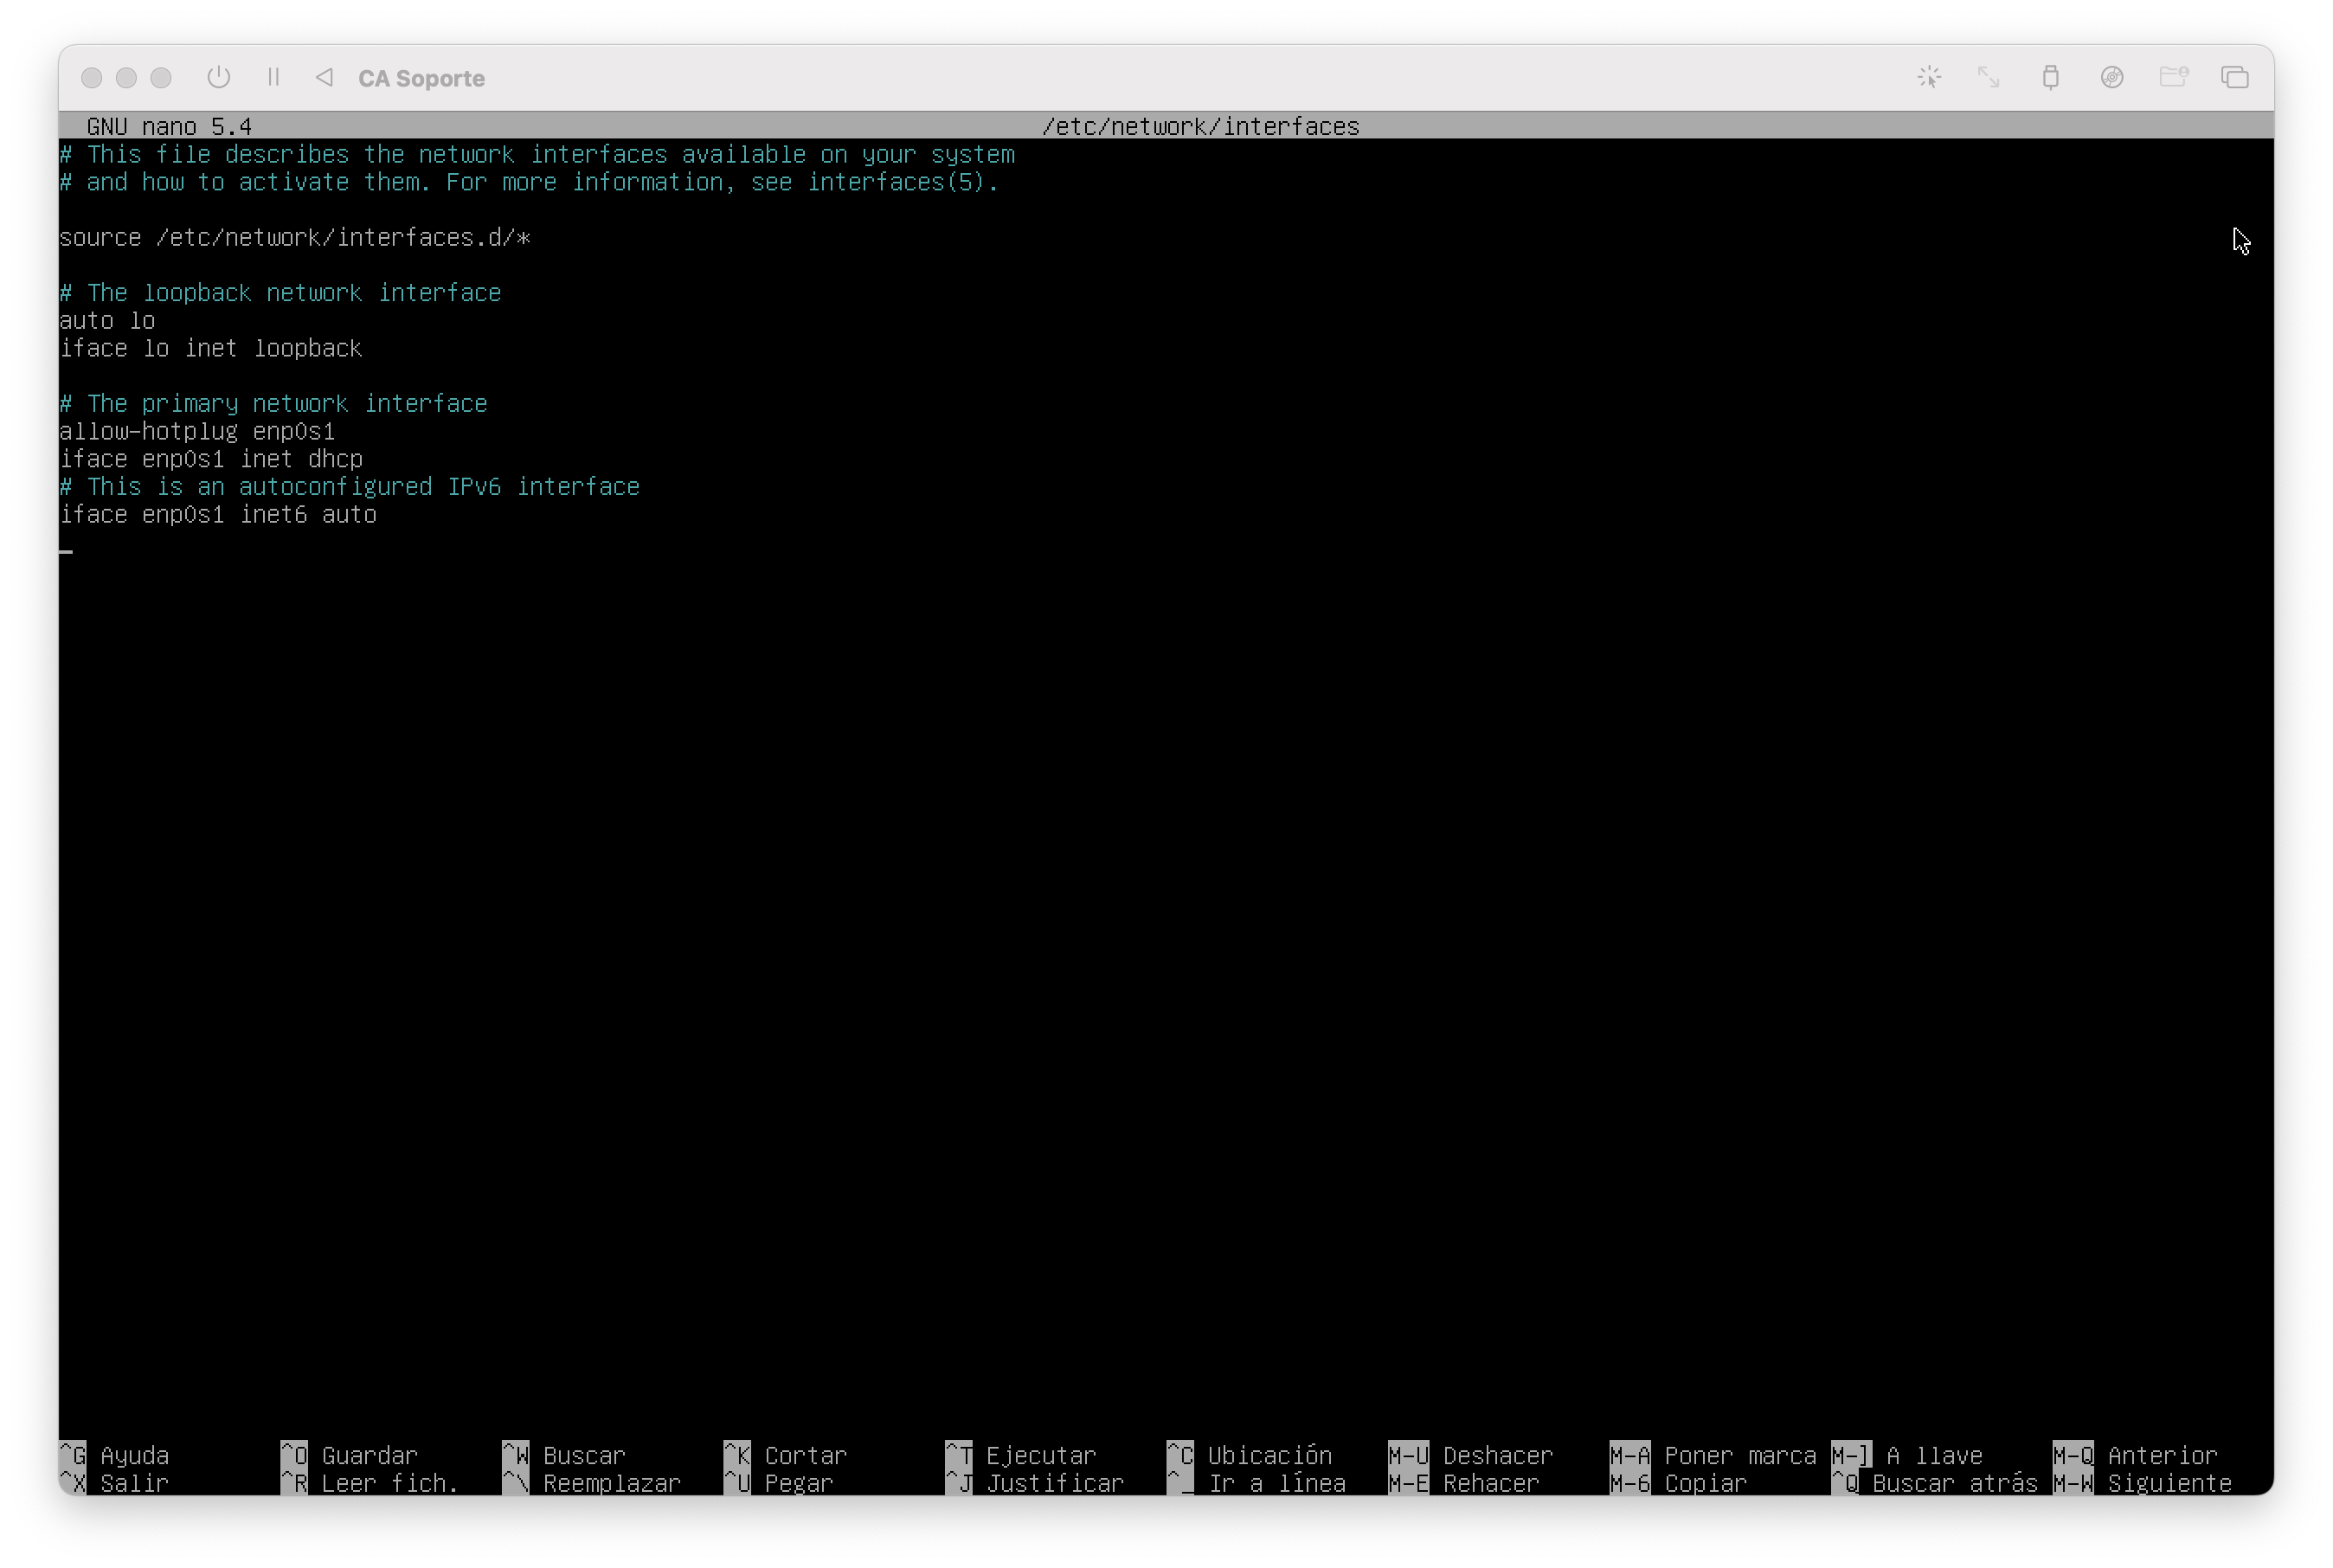 CA Soporte
GNU nano 5.4 /etc/network/interfaces
# This file describes the network interfaces available on your system
# and how to activate them. For more information, see interfaces(5).
source /etc/network/interfaces.d/*
# The loopback network interface
auto lo
iface lo inet loopback
# The primary network interface
allow-hotplug enp0s1
iface enp0s1 inet dhcp
# This is an autoconfigured IPv6 interface
iface enp0s1 inet6 auto
^G Ayuda ^O Guardar ^W Buscar ^K Cortar ^T Ejecutar ^C Ubicación M-U Deshacer M-A Poner marca M-] A llave M-Q Anterior
^X Salir ^R Leer fich. ^\ Reemplazar ^U Pegar ^J Justificar ^_ Ir a línea M-E Rehacer M-6 Copiar ^Q Buscar atrás M-W Siguiente